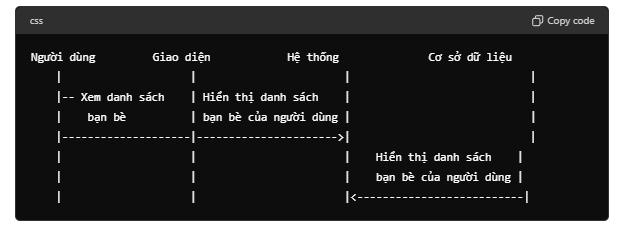 css Copy code
Người dùng Giao diện Hệ thống Cơ sở dữ liệu
| | | |
|-- Xem danh sách | Hiển thị danh sách | |
| bạn bè | bạn bè của người dùng | |
|-------------------|--------------------->| |
| | | Hiển thị danh sách |
| | | bạn bè của người dùng |
| | |<-------------------------|